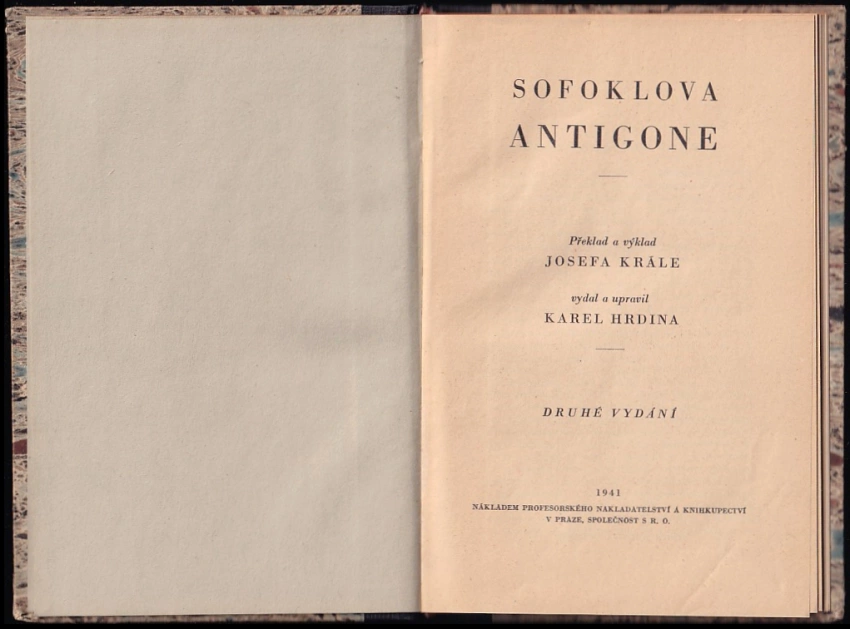 SOFOKLOVA
ANTIGONE
Překlad a výklad
JOSEFA KRÁLE
vydal a upravil
KAREL HRDINA
DRUHÉ VYDÁNÍ
1941
NÁKLADEM PROFESORSKÉHO NAKLADATELSTVÍ A KNIHKUPECTVÍ
V PRAZE, SPOLEČNOST S R. O.